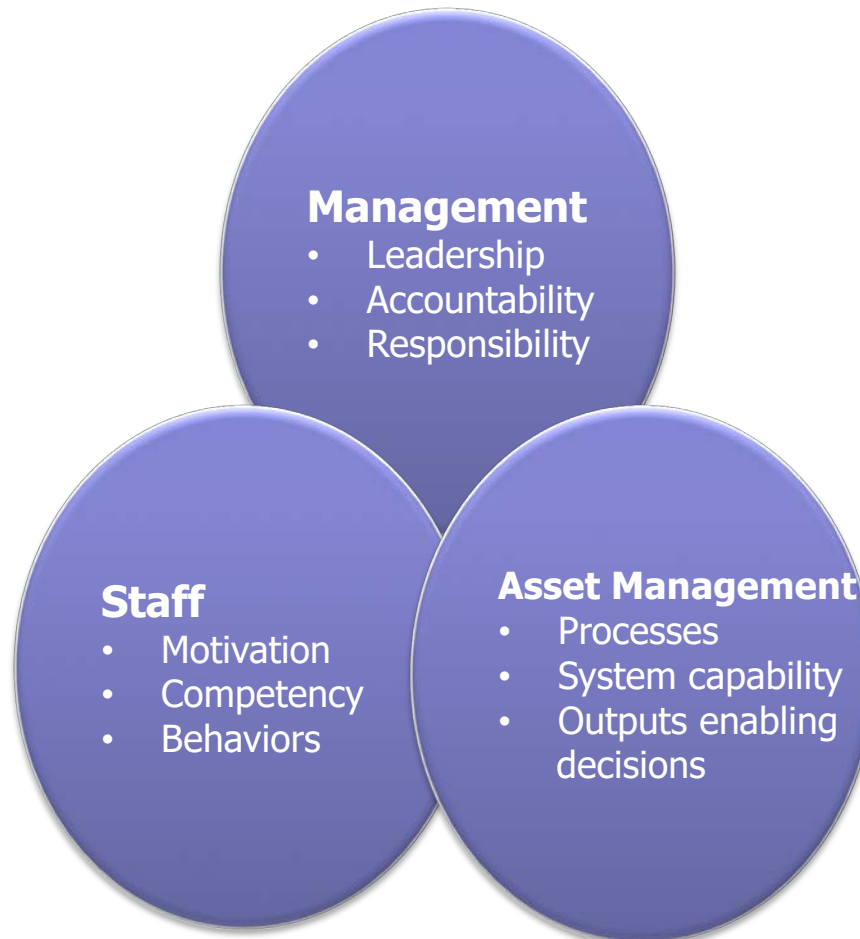 Management
• Leadership
• Accountability
• Responsibility
Staff
• Motivation
• Competency
• Behaviors
Asset Management
• Processes
• System capability
• Outputs enabling
decisions